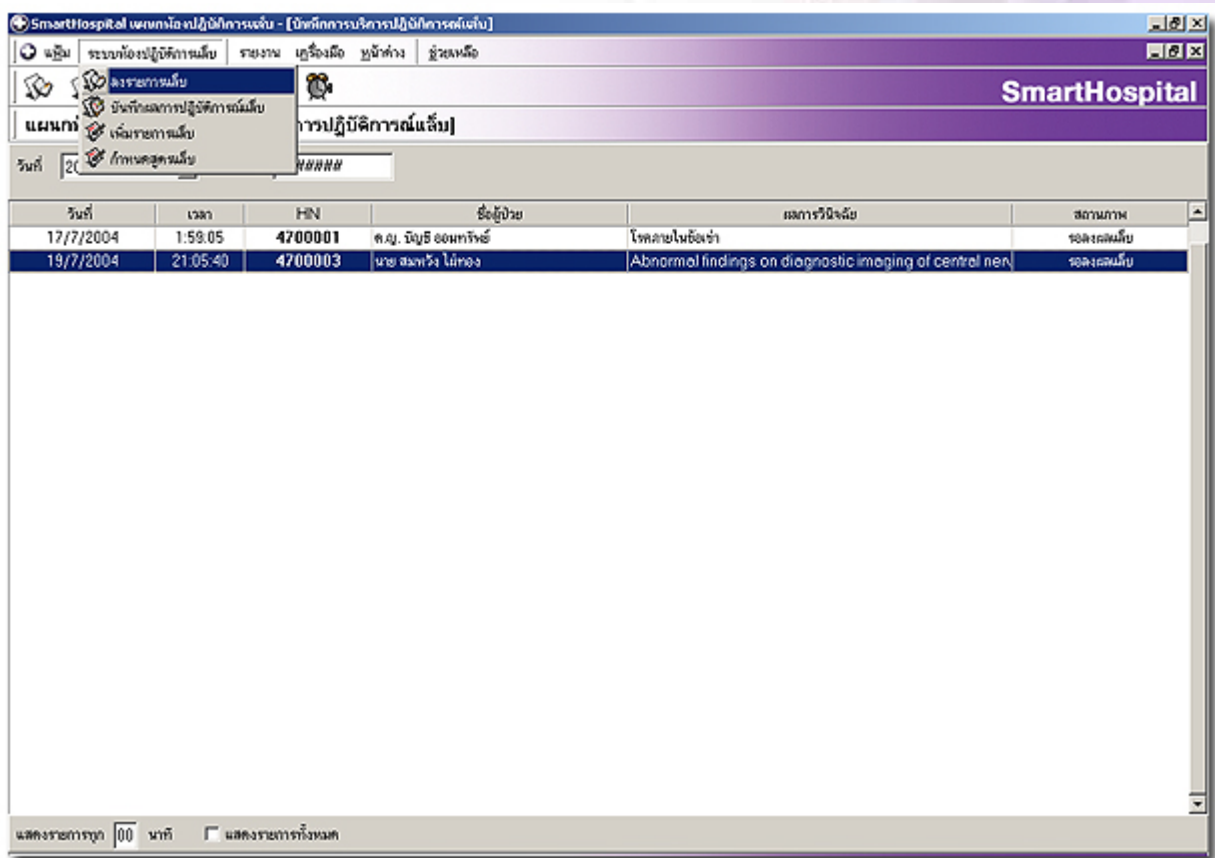 SmartHospital แผนกห้องปฏิบัติการแล็บ - [บันทึกการบริการปฏิบัติการณ์แล็บ]
แฟ้ม ระบบห้องปฏิบัติการแล็บ รายงาน เครื่องมือ หน้าต่าง ช่วยเหลือ
ลงรายการแล็บ
บันทึกผลการปฏิบัติการณ์แล็บ
เพิ่มรายการแล็บ
กำหนดสูตรแล็บ
SmartHospital
แผนกห การปฏิบัติการณ์แล็บ]
วันที่ 20 ######
วันที่ เวลา HN ชื่อผู้ป่วย ผลการวินิจฉัย สถานภาพ
17/7/2004 1:59:05 4700001 ด.ญ. บัญชี ออมทรัพย์ โรคภายในข้อเข่า รอลงผลแล็บ
19/7/2004 21:05:40 4700003 นาย สมหวัง ไม้ทอง Abnormal findings on diagnostic imaging of central nerv รอลงผลแล็บ
แสดงรายการทุก 00 นาที แสดงรายการทั้งหมด